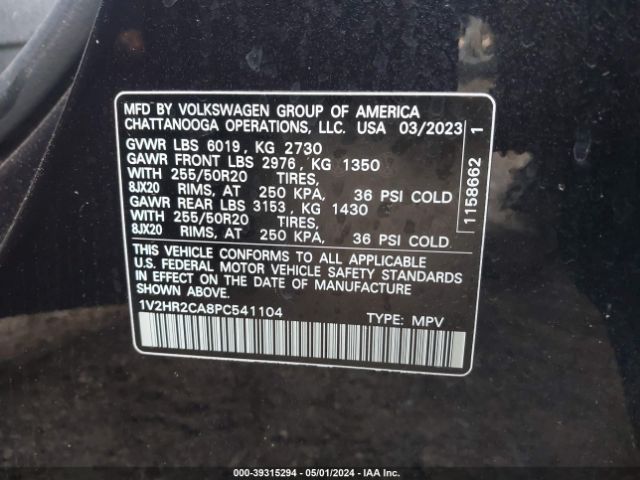 MFD BY VOLKSWAGEN GROUP OF AMERICA
CHATTANOOGA OPERATIONS, LLC. USA 03/2023
GVWR LBS 6019, KG 2730
GAWR FRONT LBS 2976, KG 1350
WITH 255/50R20 TIRES,
8JX20 RIMS, AT 250 KPA, 36 PSI COLD
GAWR REAR LBS 3153, KG 1430
WITH 255/50R20 TIRES,
8JX20 RIMS, AT 250 KPA, 36 PSI COLD.
THIS VEHICLE CONFORMS TO ALL APPLICABLE
U.S. FEDERAL MOTOR VEHICLE SAFETY STANDARDS
IN EFFECT ON THE DATE OF MANUFACTURE
SHOWN ABOVE.
1V2HR2CA8PC541104 TYPE: MPV
1158662 1
000-39315294 - 05/01/2024 - IAA Inc.